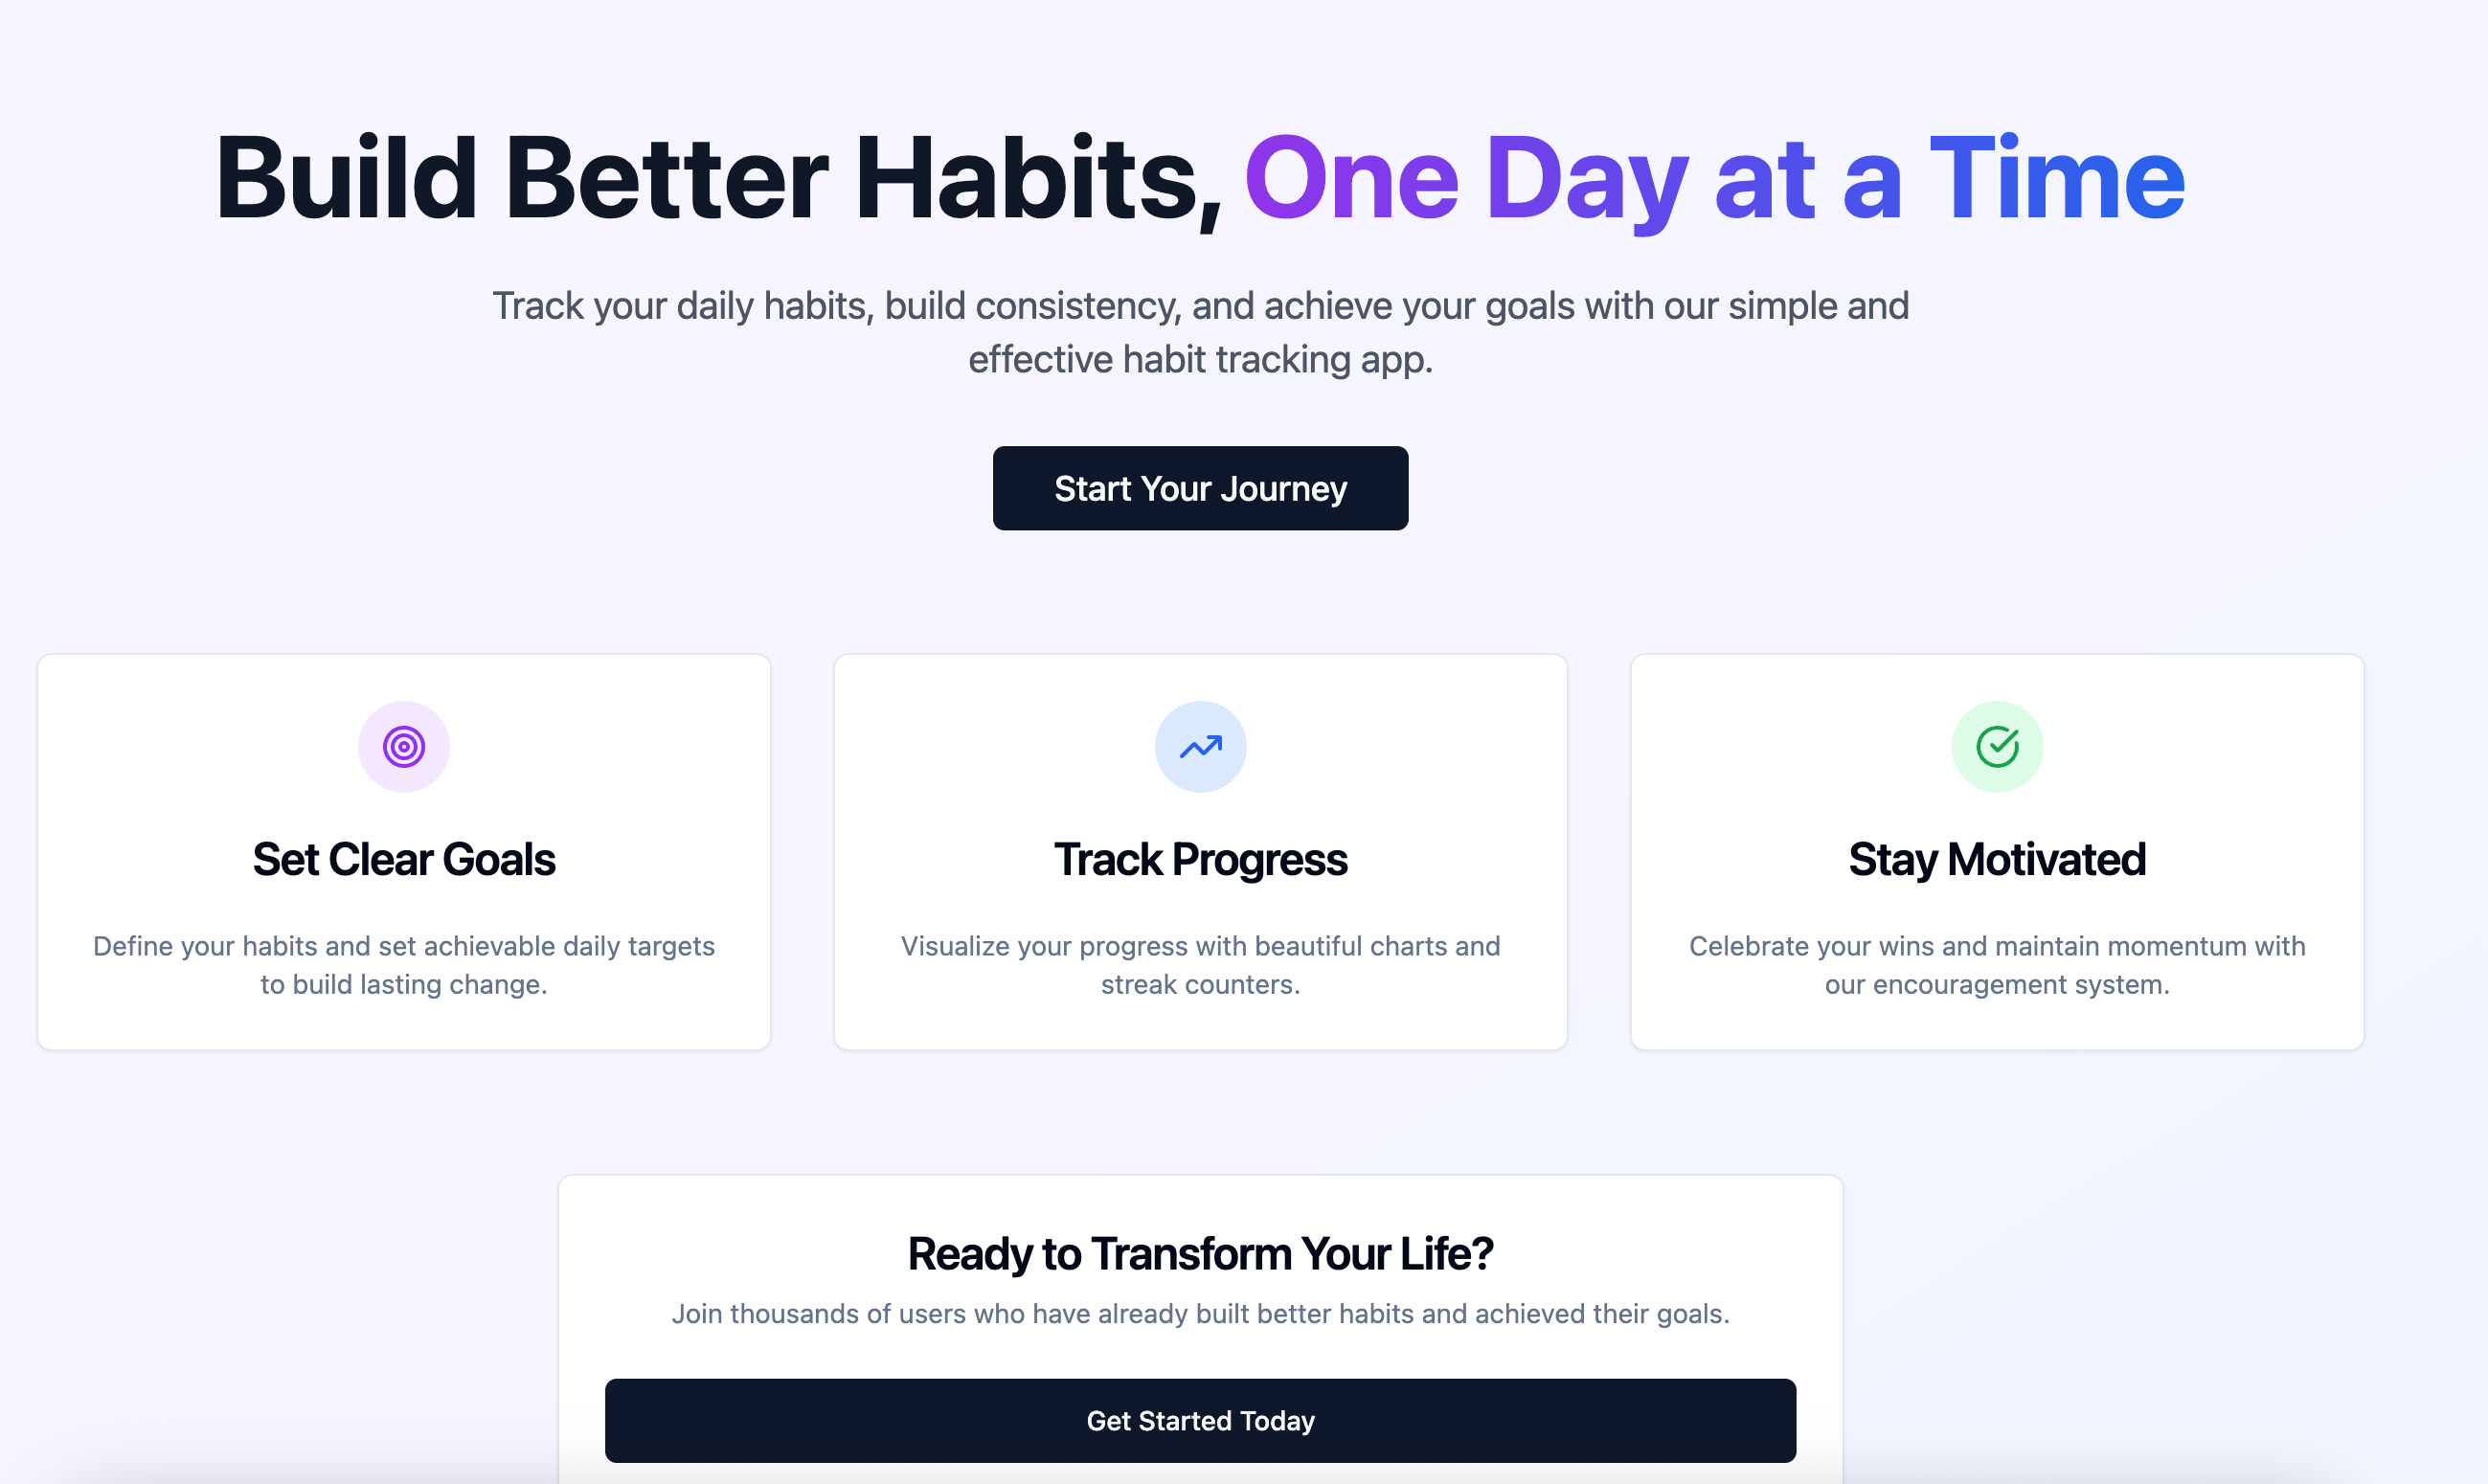 Build Better Habits, One Day at a Time
Track your daily habits, build consistency, and achieve your goals with our simple and
effective habit tracking app.
Start Your Journey
Set Clear Goals
Define your habits and set achievable daily targets
to build lasting change.
Track Progress
Visualize your progress with beautiful charts and
streak counters.
Stay Motivated
Celebrate your wins and maintain momentum with
our encouragement system.
Ready to Transform Your Life?
Join thousands of users who have already built better habits and achieved their goals.
Get Started Today